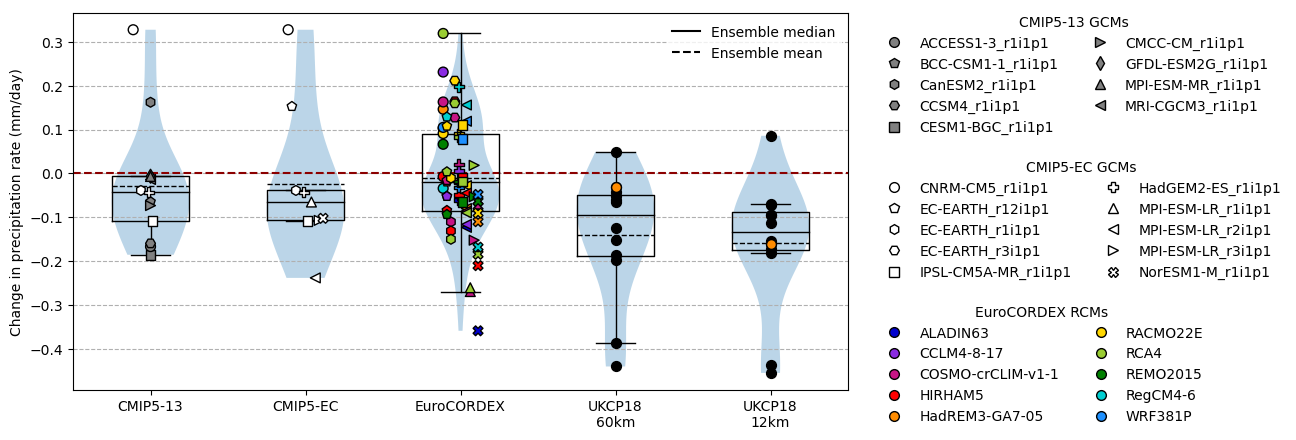 Change in precipitation rate (mm/day)
0.3
0.2
0.1
0.0
−0.1
−0.2
−0.3
−0.4
Ensemble median
Ensemble mean
CMIP5-13
CMIP5-EC
EuroCORDEX
UKCP18
60km
UKCP18
12km
CMIP5-13 GCMs
ACCESS1-3_r1i1p1
BCC-CSM1-1_r1i1p1
CanESM2_r1i1p1
CCSM4_r1i1p1
CESM1-BGC_r1i1p1
CMCC-CM_r1i1p1
GFDL-ESM2G_r1i1p1
MPI-ESM-MR_r1i1p1
MRI-CGCM3_r1i1p1
CMIP5-EC GCMs
CNRM-CM5_r1i1p1
EC-EARTH_r12i1p1
EC-EARTH_r1i1p1
EC-EARTH_r3i1p1
IPSL-CM5A-MR_r1i1p1
HadGEM2-ES_r1i1p1
MPI-ESM-LR_r1i1p1
MPI-ESM-LR_r2i1p1
MPI-ESM-LR_r3i1p1
NorESM1-M_r1i1p1
EuroCORDEX RCMs
ALADIN63
CCLM4-8-17
COSMO-crCLIM-v1-1
HIRHAM5
HadREM3-GA7-05
RACMO22E
RCA4
REMO2015
RegCM4-6
WRF381P